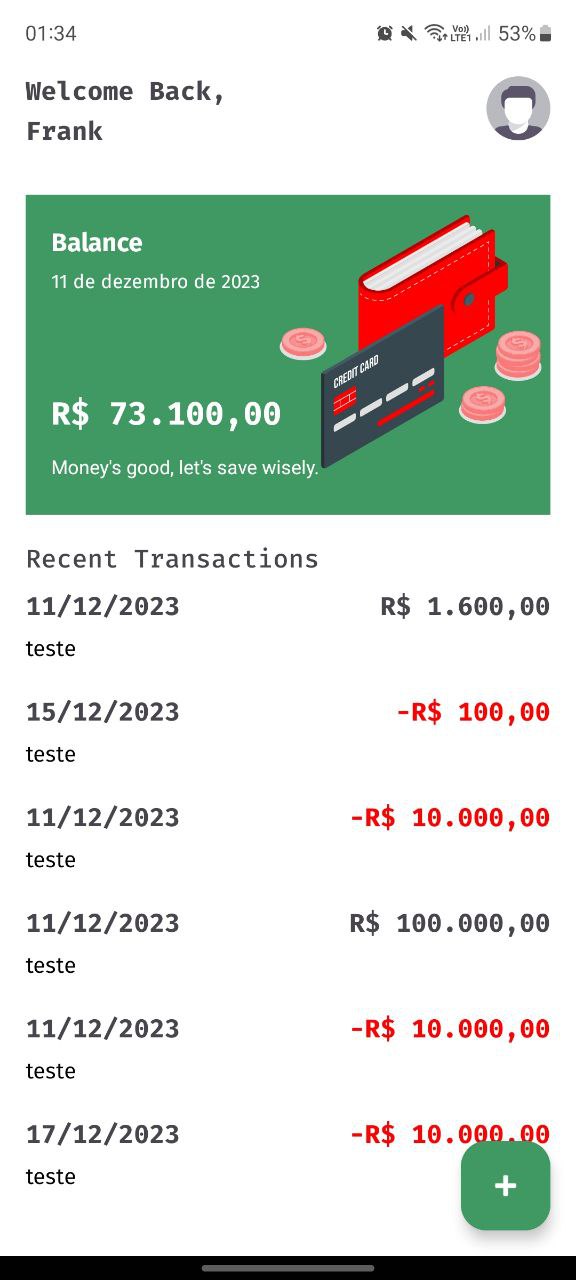 01:34
Vo)) LTE1 53%
Welcome Back,
Frank
Balance
11 de dezembro de 2023
CREDIT CARD
R$ 73.100,00
Money's good, let's save wisely.
Recent Transactions
11/12/2023 R$ 1.600,00
teste
15/12/2023 -R$ 100,00
teste
11/12/2023 -R$ 10.000,00
teste
11/12/2023 R$ 100.000,00
teste
11/12/2023 -R$ 10.000,00
teste
17/12/2023 -R$ 10.000,00
teste
+